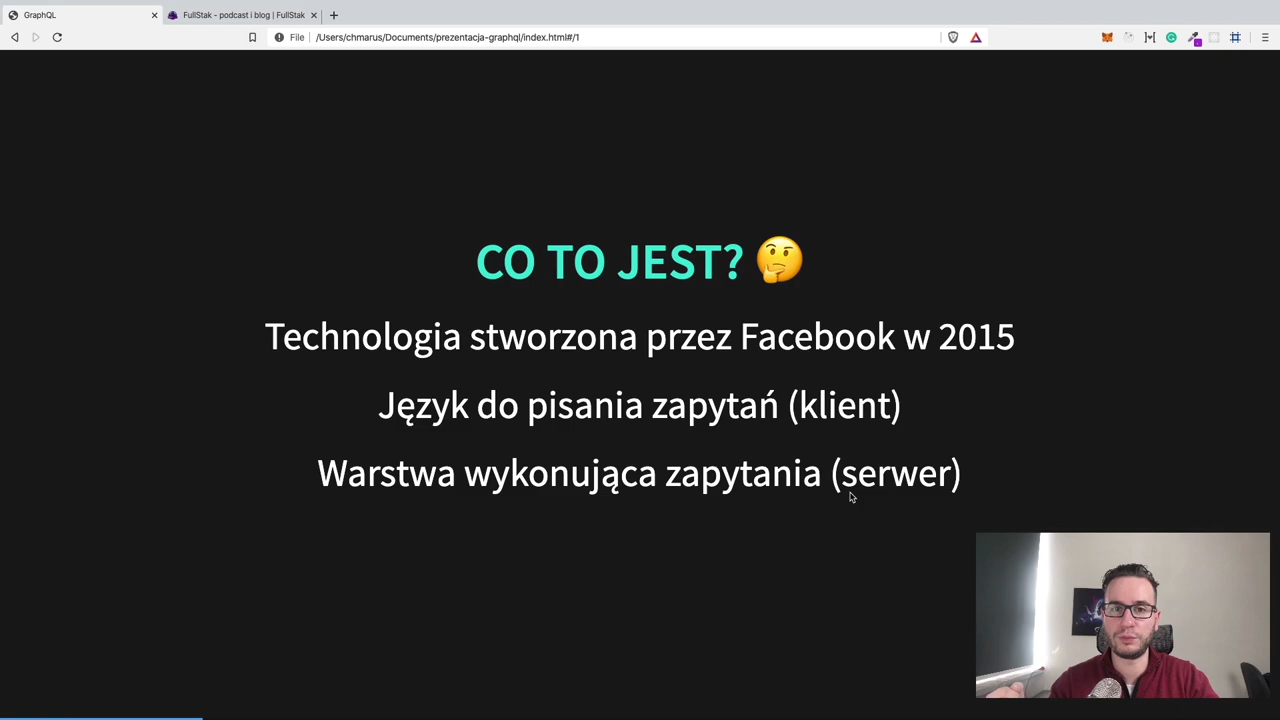 GraphQL
FullStak - podcast i blog | FullStak
File
/Users/chmarus/Documents/prezentacja-graphql/index.html#/1
CO TO JEST? 🤔
Technologia stworzona przez Facebook w 2015
Język do pisania zapytań (klient)
Warstwa wykonująca zapytania (serwer)